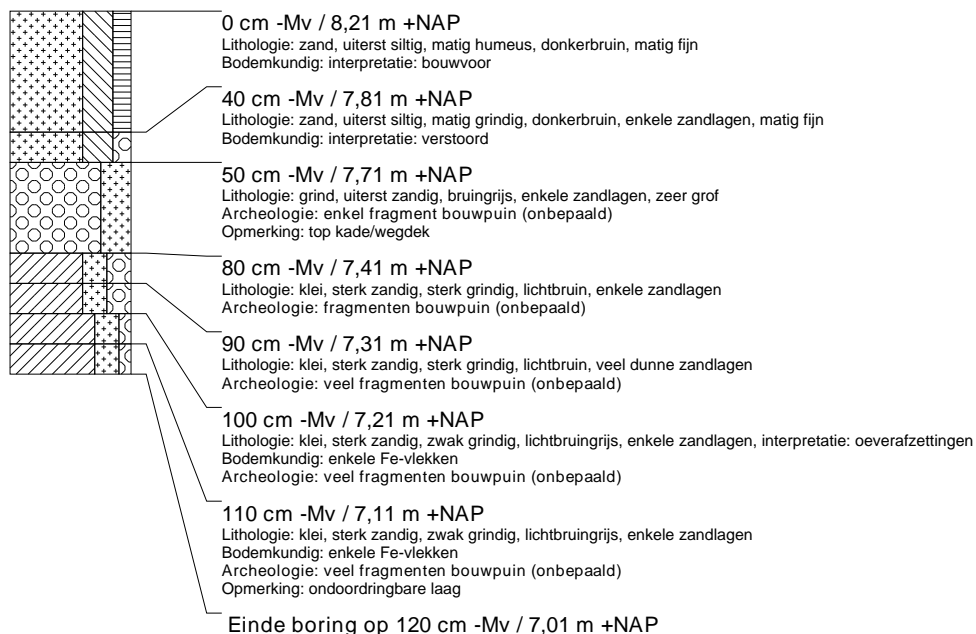 0 cm -Mv / 8,21 m +NAP
Lithologie: zand, uiterst siltig, matig humeus, donkerbruin, matig fijn
Bodemkundig: interpretatie: bouwvoor
40 cm -Mv / 7,81 m +NAP
Lithologie: zand, uiterst siltig, matig grindig, donkerbruin, enkele zandlagen, matig fijn
Bodemkundig: interpretatie: verstoord
50 cm -Mv / 7,71 m +NAP
Lithologie: grind, uiterst zandig, bruingrijs, enkele zandlagen, zeer grof
Archeologie: enkel fragment bouwpuin (onbepaald)
Opmerking: top kade/wegdek
80 cm -Mv / 7,41 m +NAP
Lithologie: klei, sterk zandig, sterk grindig, lichtbruin, enkele zandlagen
Archeologie: fragmenten bouwpuin (onbepaald)
90 cm -Mv / 7,31 m +NAP
Lithologie: klei, sterk zandig, sterk grindig, lichtbruin, veel dunne zandlagen
Archeologie: veel fragmenten bouwpuin (onbepaald)
100 cm -Mv / 7,21 m +NAP
Lithologie: klei, sterk zandig, zwak grindig, lichtbruingrijs, enkele zandlagen, interpretatie: oeverafzettingen
Bodemkundig: enkele Fe-vlekken
Archeologie: veel fragmenten bouwpuin (onbepaald)
110 cm -Mv / 7,11 m +NAP
Lithologie: klei, sterk zandig, zwak grindig, lichtbruingrijs, enkele zandlagen
Bodemkundig: enkele Fe-vlekken
Archeologie: veel fragmenten bouwpuin (onbepaald)
Opmerking: ondoordringbare laag
Einde boring op 120 cm -Mv / 7,01 m +NAP